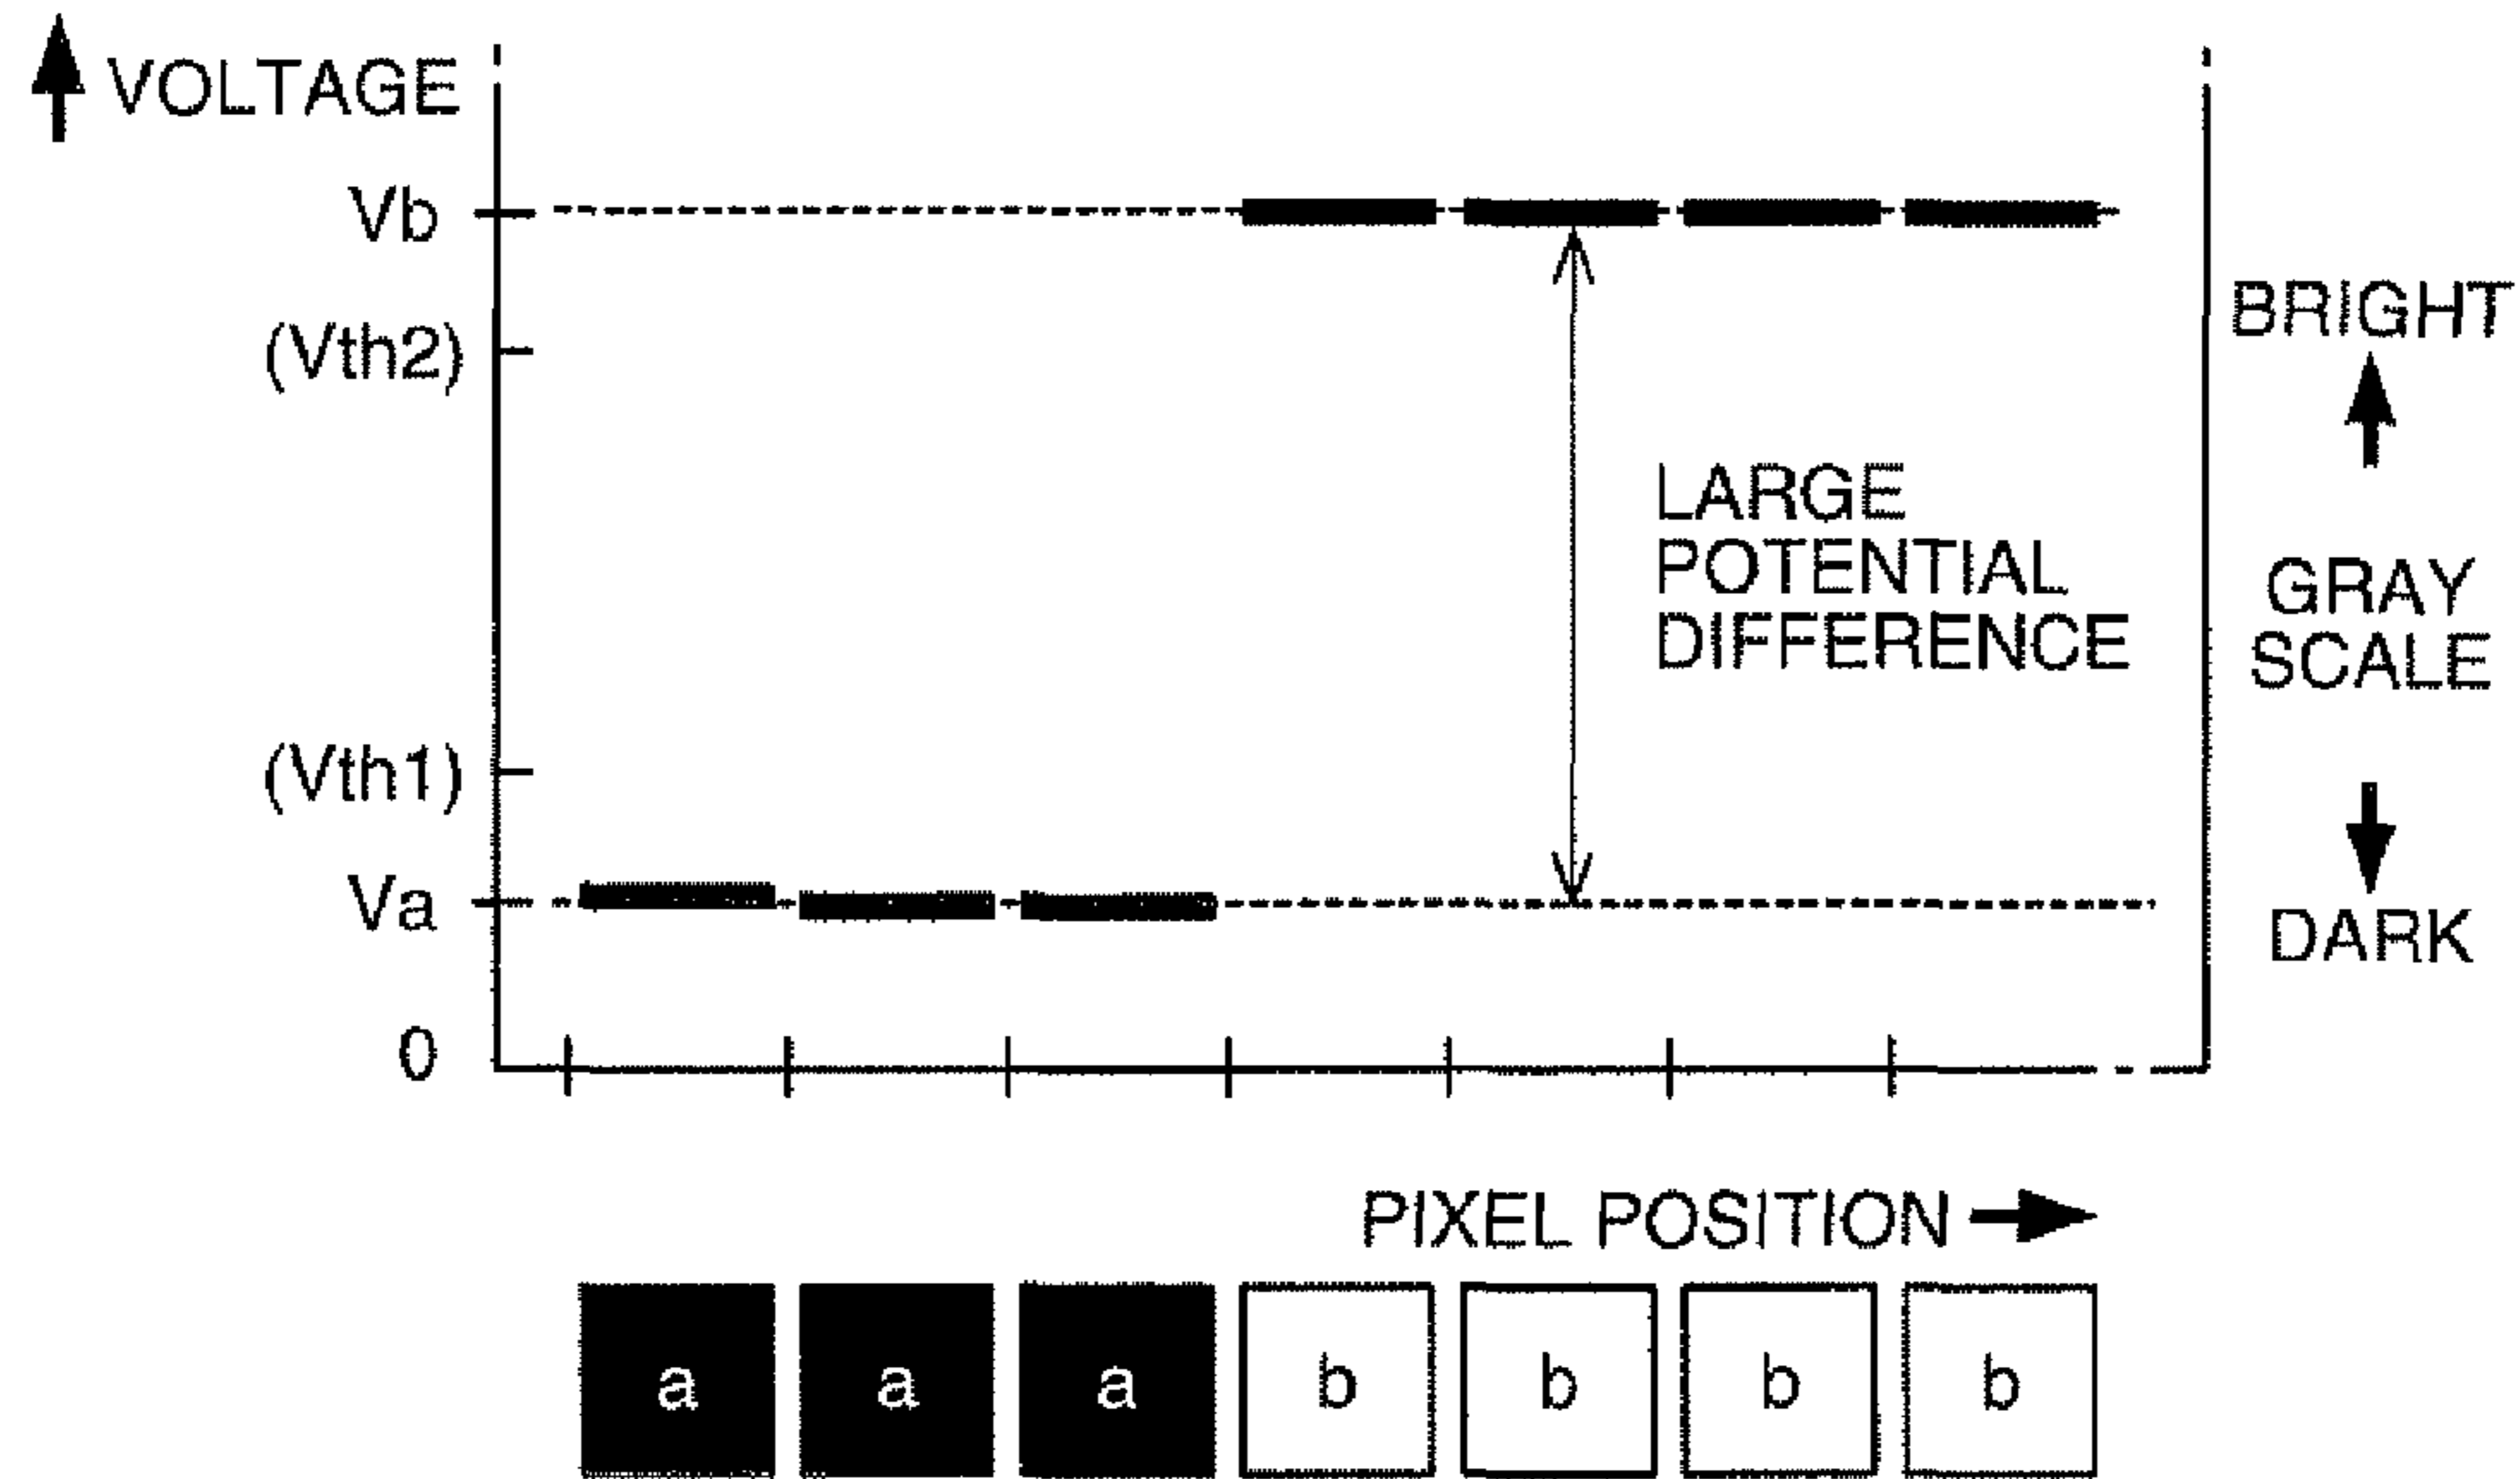 VOLTAGE
Vb
(Vth2)
(Vth1)
Va
0
LARGE
POTENTIAL
DIFFERENCE
BRIGHT
GRAY
SCALE
DARK
PIXEL POSITION
a a a b b b b